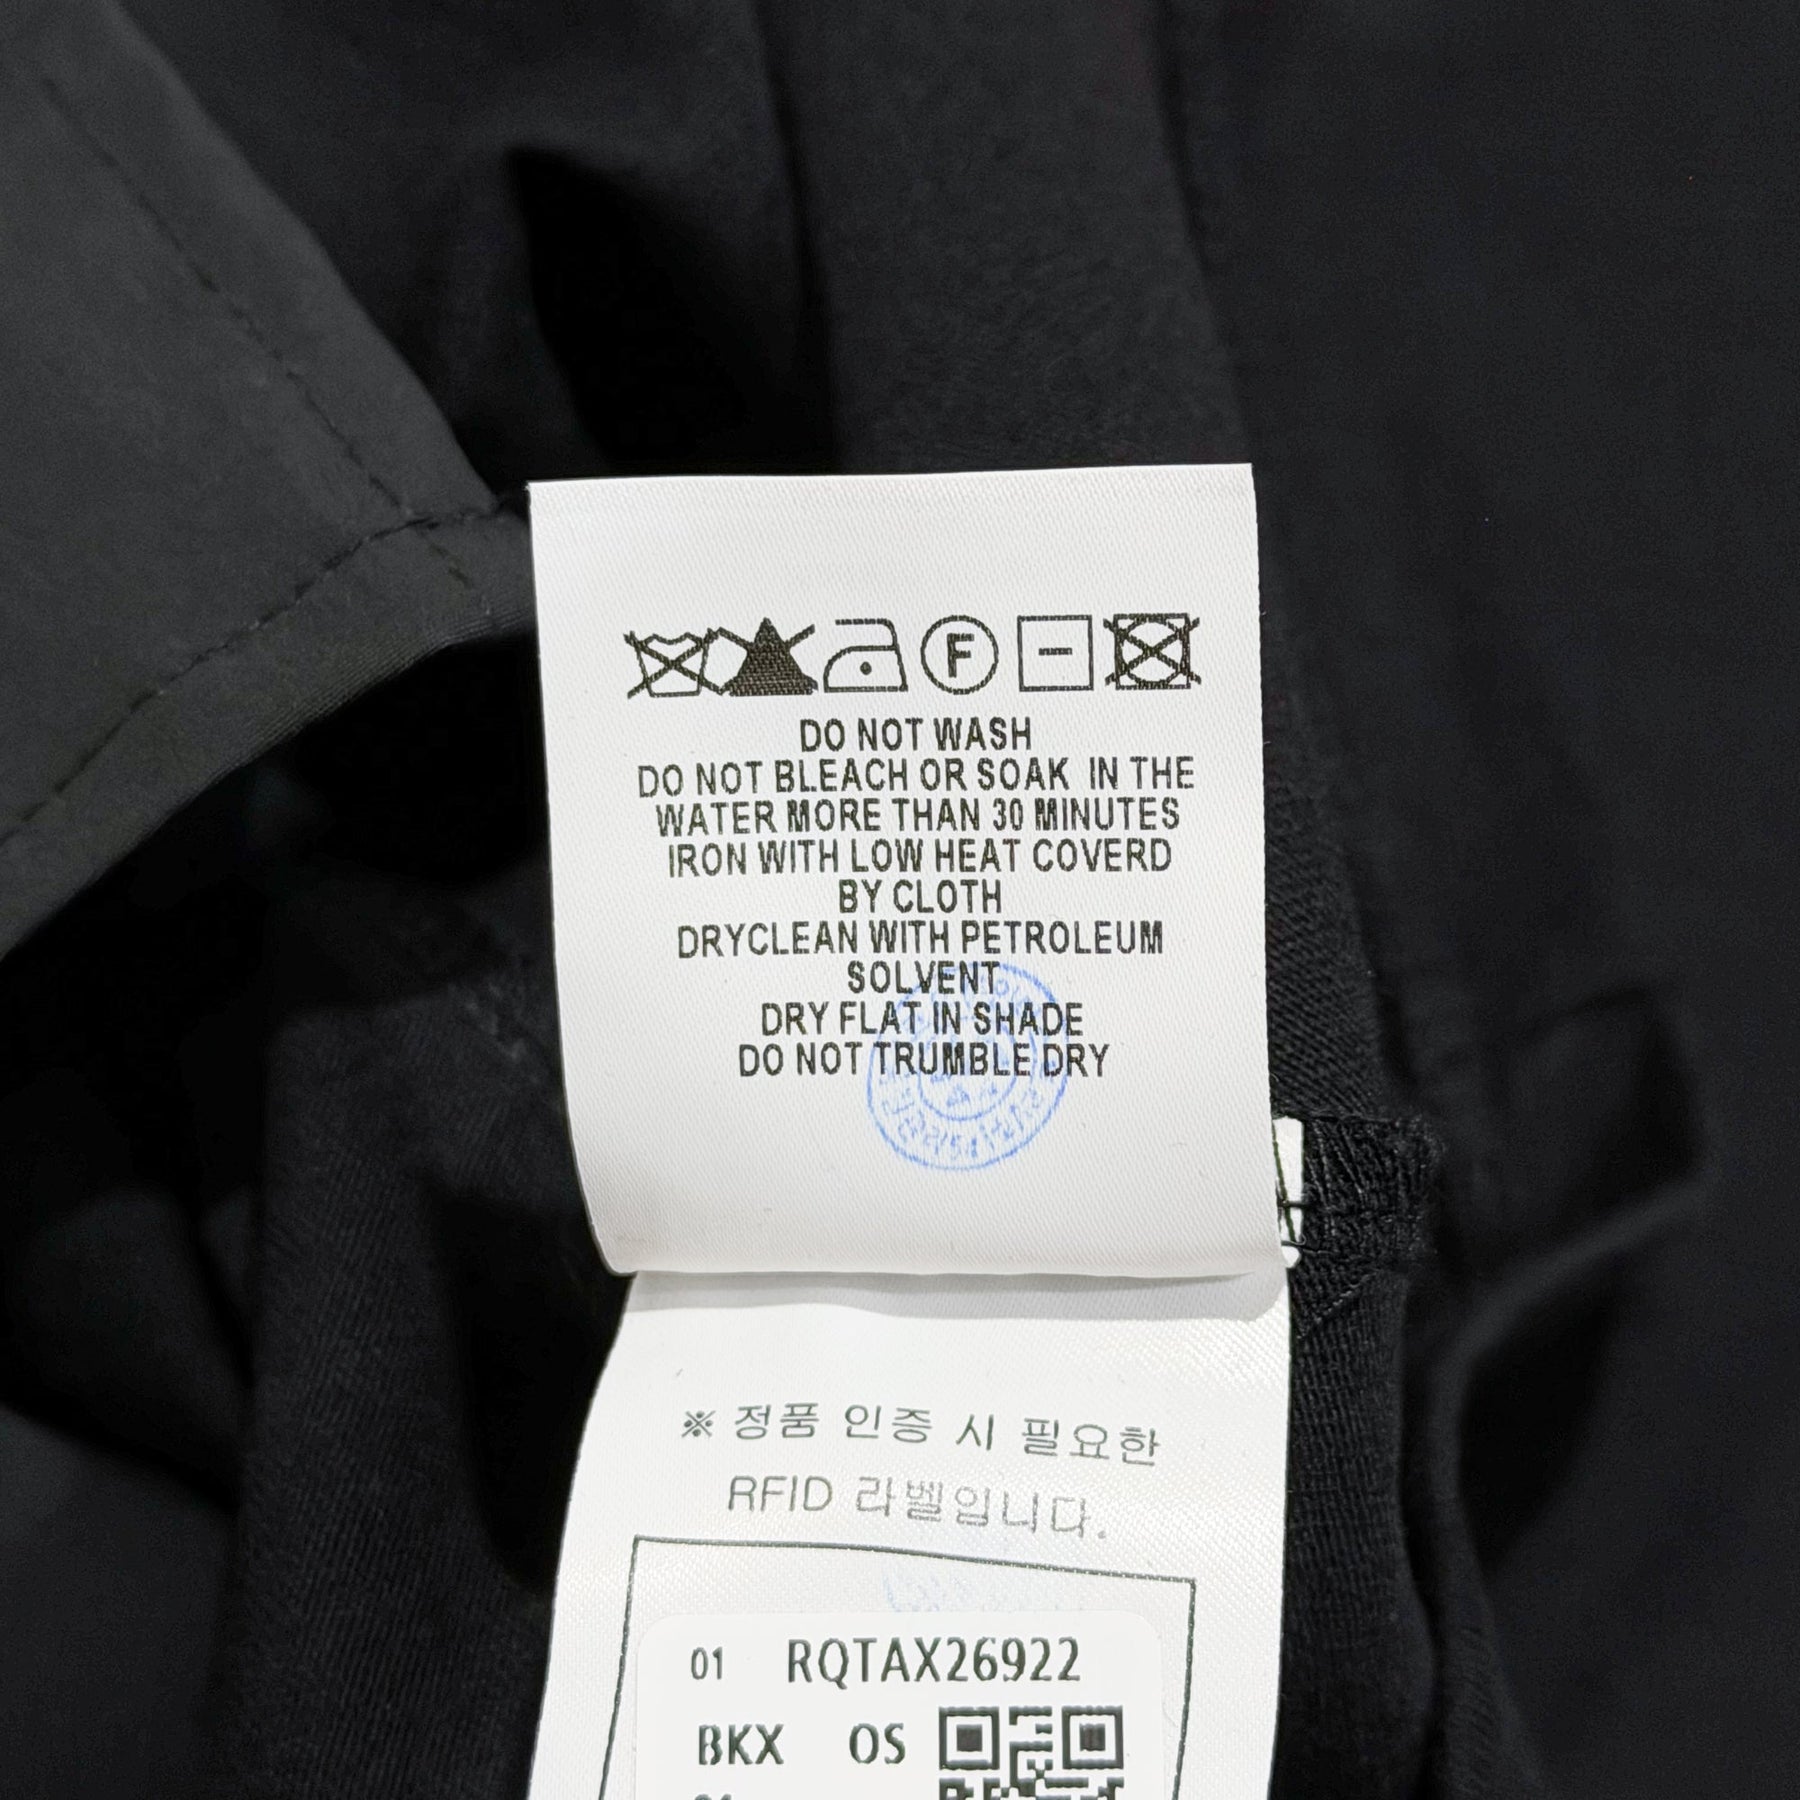 F
DO NOT WASH
DO NOT BLEACH OR SOAK IN THE
WATER MORE THAN 30 MINUTES
IRON WITH LOW HEAT COVERD
BY CLOTH
DRYCLEAN WITH PETROLEUM
SOLVENT
DRY FLAT IN SHADE
DO NOT TRUMBLE DRY
※ 정품 인증 시 필요한
RFID 라벨입니다.
01 RQTAX26922
BKX OS